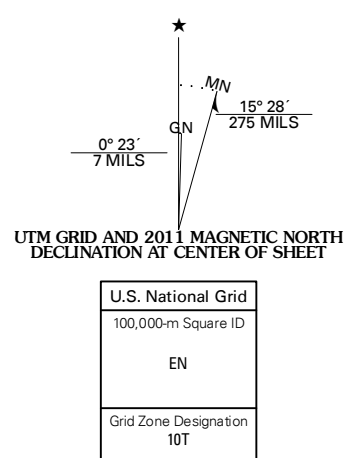 ★
MN
GN
15° 28´
275 MILS
0° 23´
7 MILS
UTM GRID AND 2011 MAGNETIC NORTH
DECLINATION AT CENTER OF SHEET
U.S. National Grid
100,000-m Square ID
EN
Grid Zone Designation
10T